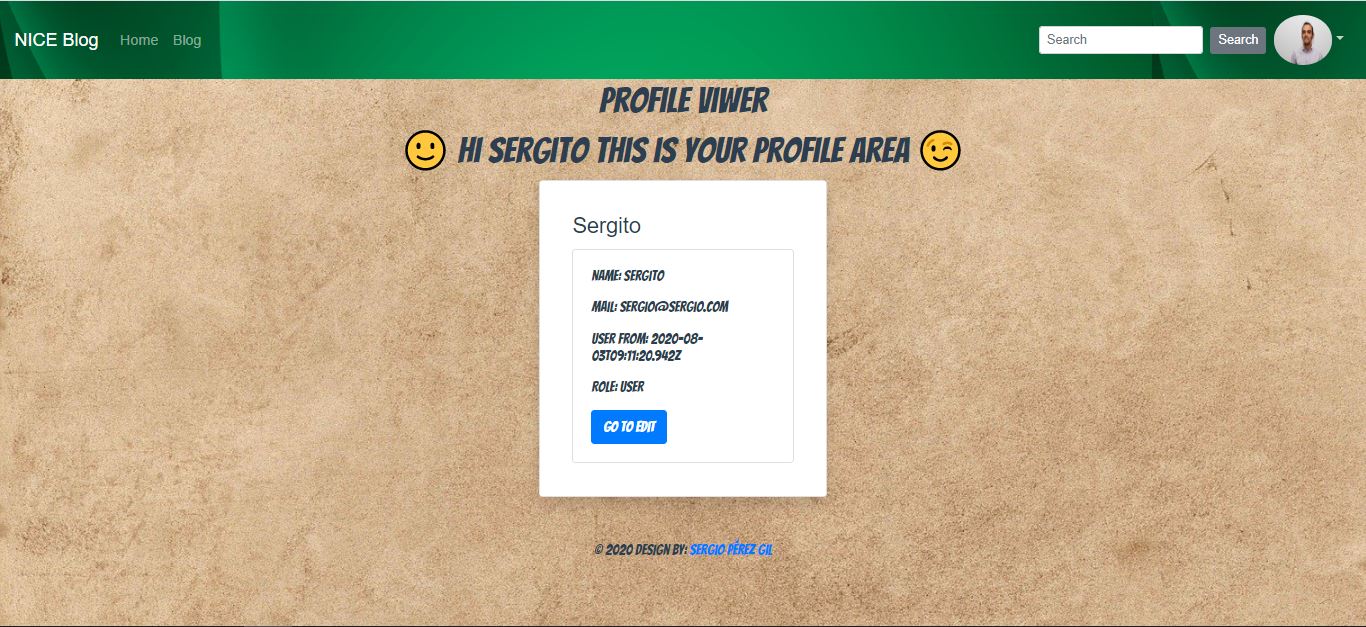 NICE Blog Home Blog Search Search
PROFILE VIWER
HI SERGITO THIS IS YOUR PROFILE AREA
Sergito
NAME: SERGITO
MAIL: SERGIO@SERGIO.COM
USER FROM: 2020-08-
03T09:11:20.942Z
ROLE: USER
GO TO EDIT
© 2020 DESIGN BY: SERGIO PÉREZ GIL